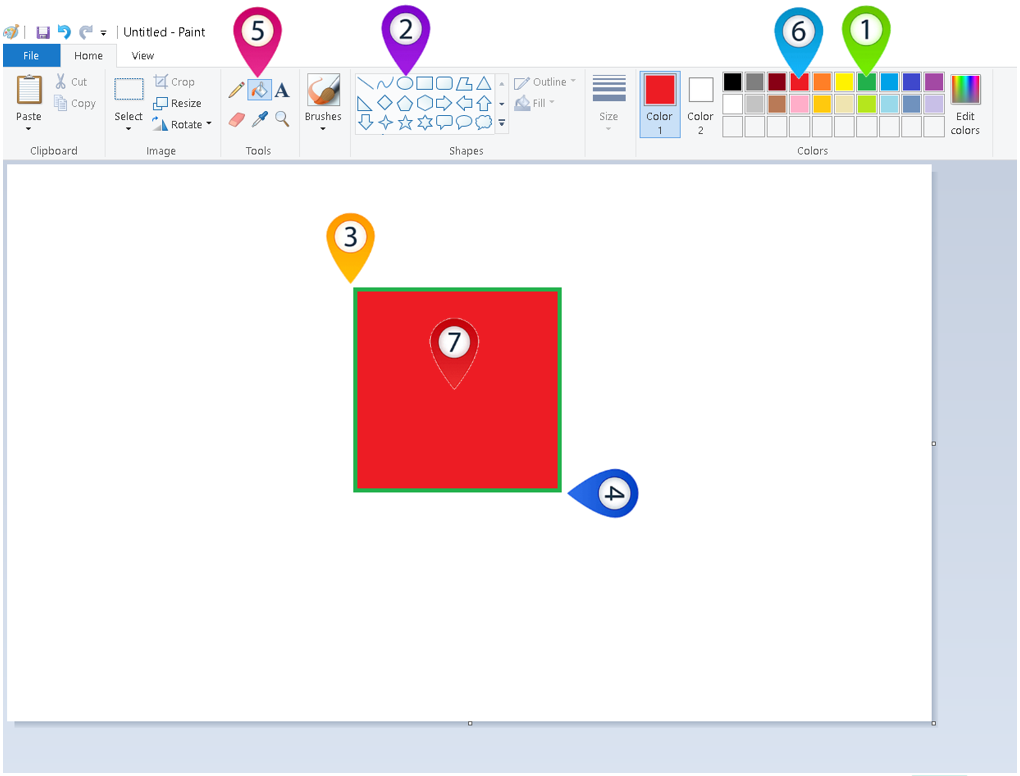 Untitled - Paint
File Home View
Paste
Cut
Copy
Clipboard
Select
Crop
Resize
Rotate
Image
A
Tools
Brushes
Shapes
Outline
Fill
Size
Color
1
Color
2
Colors
Edit
colors
5
2
6
1
3
7
4